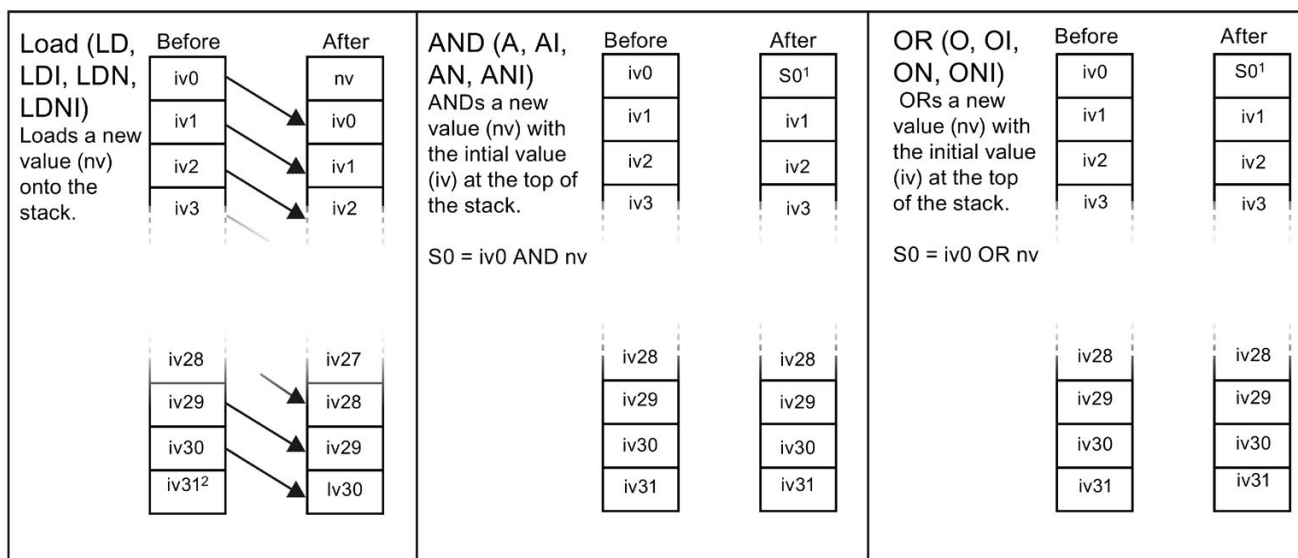 Load (LD,
LDI, LDN,
LDNI)
Loads a new
value (nv)
onto the
stack.
Before
After
iv0
nv
iv1
iv0
iv2
iv1
iv3
iv2
iv28
iv27
iv29
iv28
iv30
iv29
iv31²
Iv30
AND (A, AI,
AN, ANI)
ANDs a new
value (nv) with
the intial value
(iv) at the top of
the stack.
S0 = iv0 AND nv
Before
After
iv0
S0¹
iv1
iv1
iv2
iv2
iv3
iv3
iv28
iv28
iv29
iv29
iv30
iv30
iv31
iv31
OR (O, OI,
ON, ONI)
ORs a new
value (nv) with
the initial value
(iv) at the top
of the stack.
S0 = iv0 OR nv
Before
After
iv0
S0¹
iv1
iv1
iv2
iv2
iv3
iv3
iv28
iv28
iv29
iv29
iv30
iv30
iv31
iv31